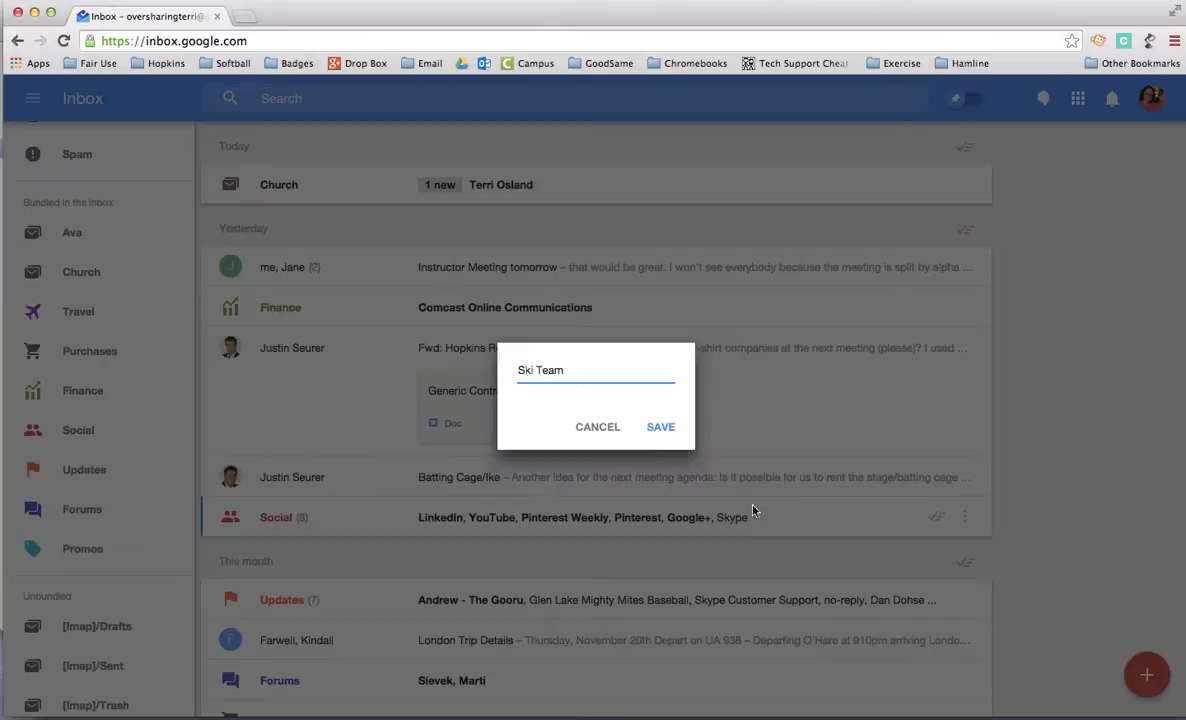 Inbox – oversharingterri@
https://inbox.google.com
Apps Fair Use Hopkins Softball Badges Drop Box Email Campus GoodSame Chromebooks Tech Support Cheat Exercise Hamline Other Bookmarks
Inbox Search
Spam
Bundled in the inbox
Ava
Church
Travel
Purchases
Finance
Social
Updates
Forums
Promos
Unbundled
[Imap]/Drafts
[Imap]/Sent
[Imap]/Trash
Today
Church 1 new Terri Osland
Yesterday
me, Jane (2) Instructor Meeting tomorrow – that would be great. I won't see everybody because the meeting is split by alpha ...
Finance Comcast Online Communications
Justin Seurer Fwd: Hopkins R -shirt companies at the next meeting (please)? I used ...
Generic Contr
Doc
Ski Team
CANCEL SAVE
Justin Seurer Batting Cage/Ike – Another idea for the next meeting agenda: Is it possible for us to rent the stage/batting cage ...
Social (8) LinkedIn, YouTube, Pinterest Weekly, Pinterest, Google+, Skype
This month
Updates (7) Andrew - The Gooru, Glen Lake Mighty Mites Baseball, Skype Customer Support, no-reply, Dan Dohse ...
F Farwell, Kindall London Trip Details – Thursday, November 20th Depart on UA 938 – Departing O'Hare at 910pm arriving Londo...
Forums Sievek, Marti